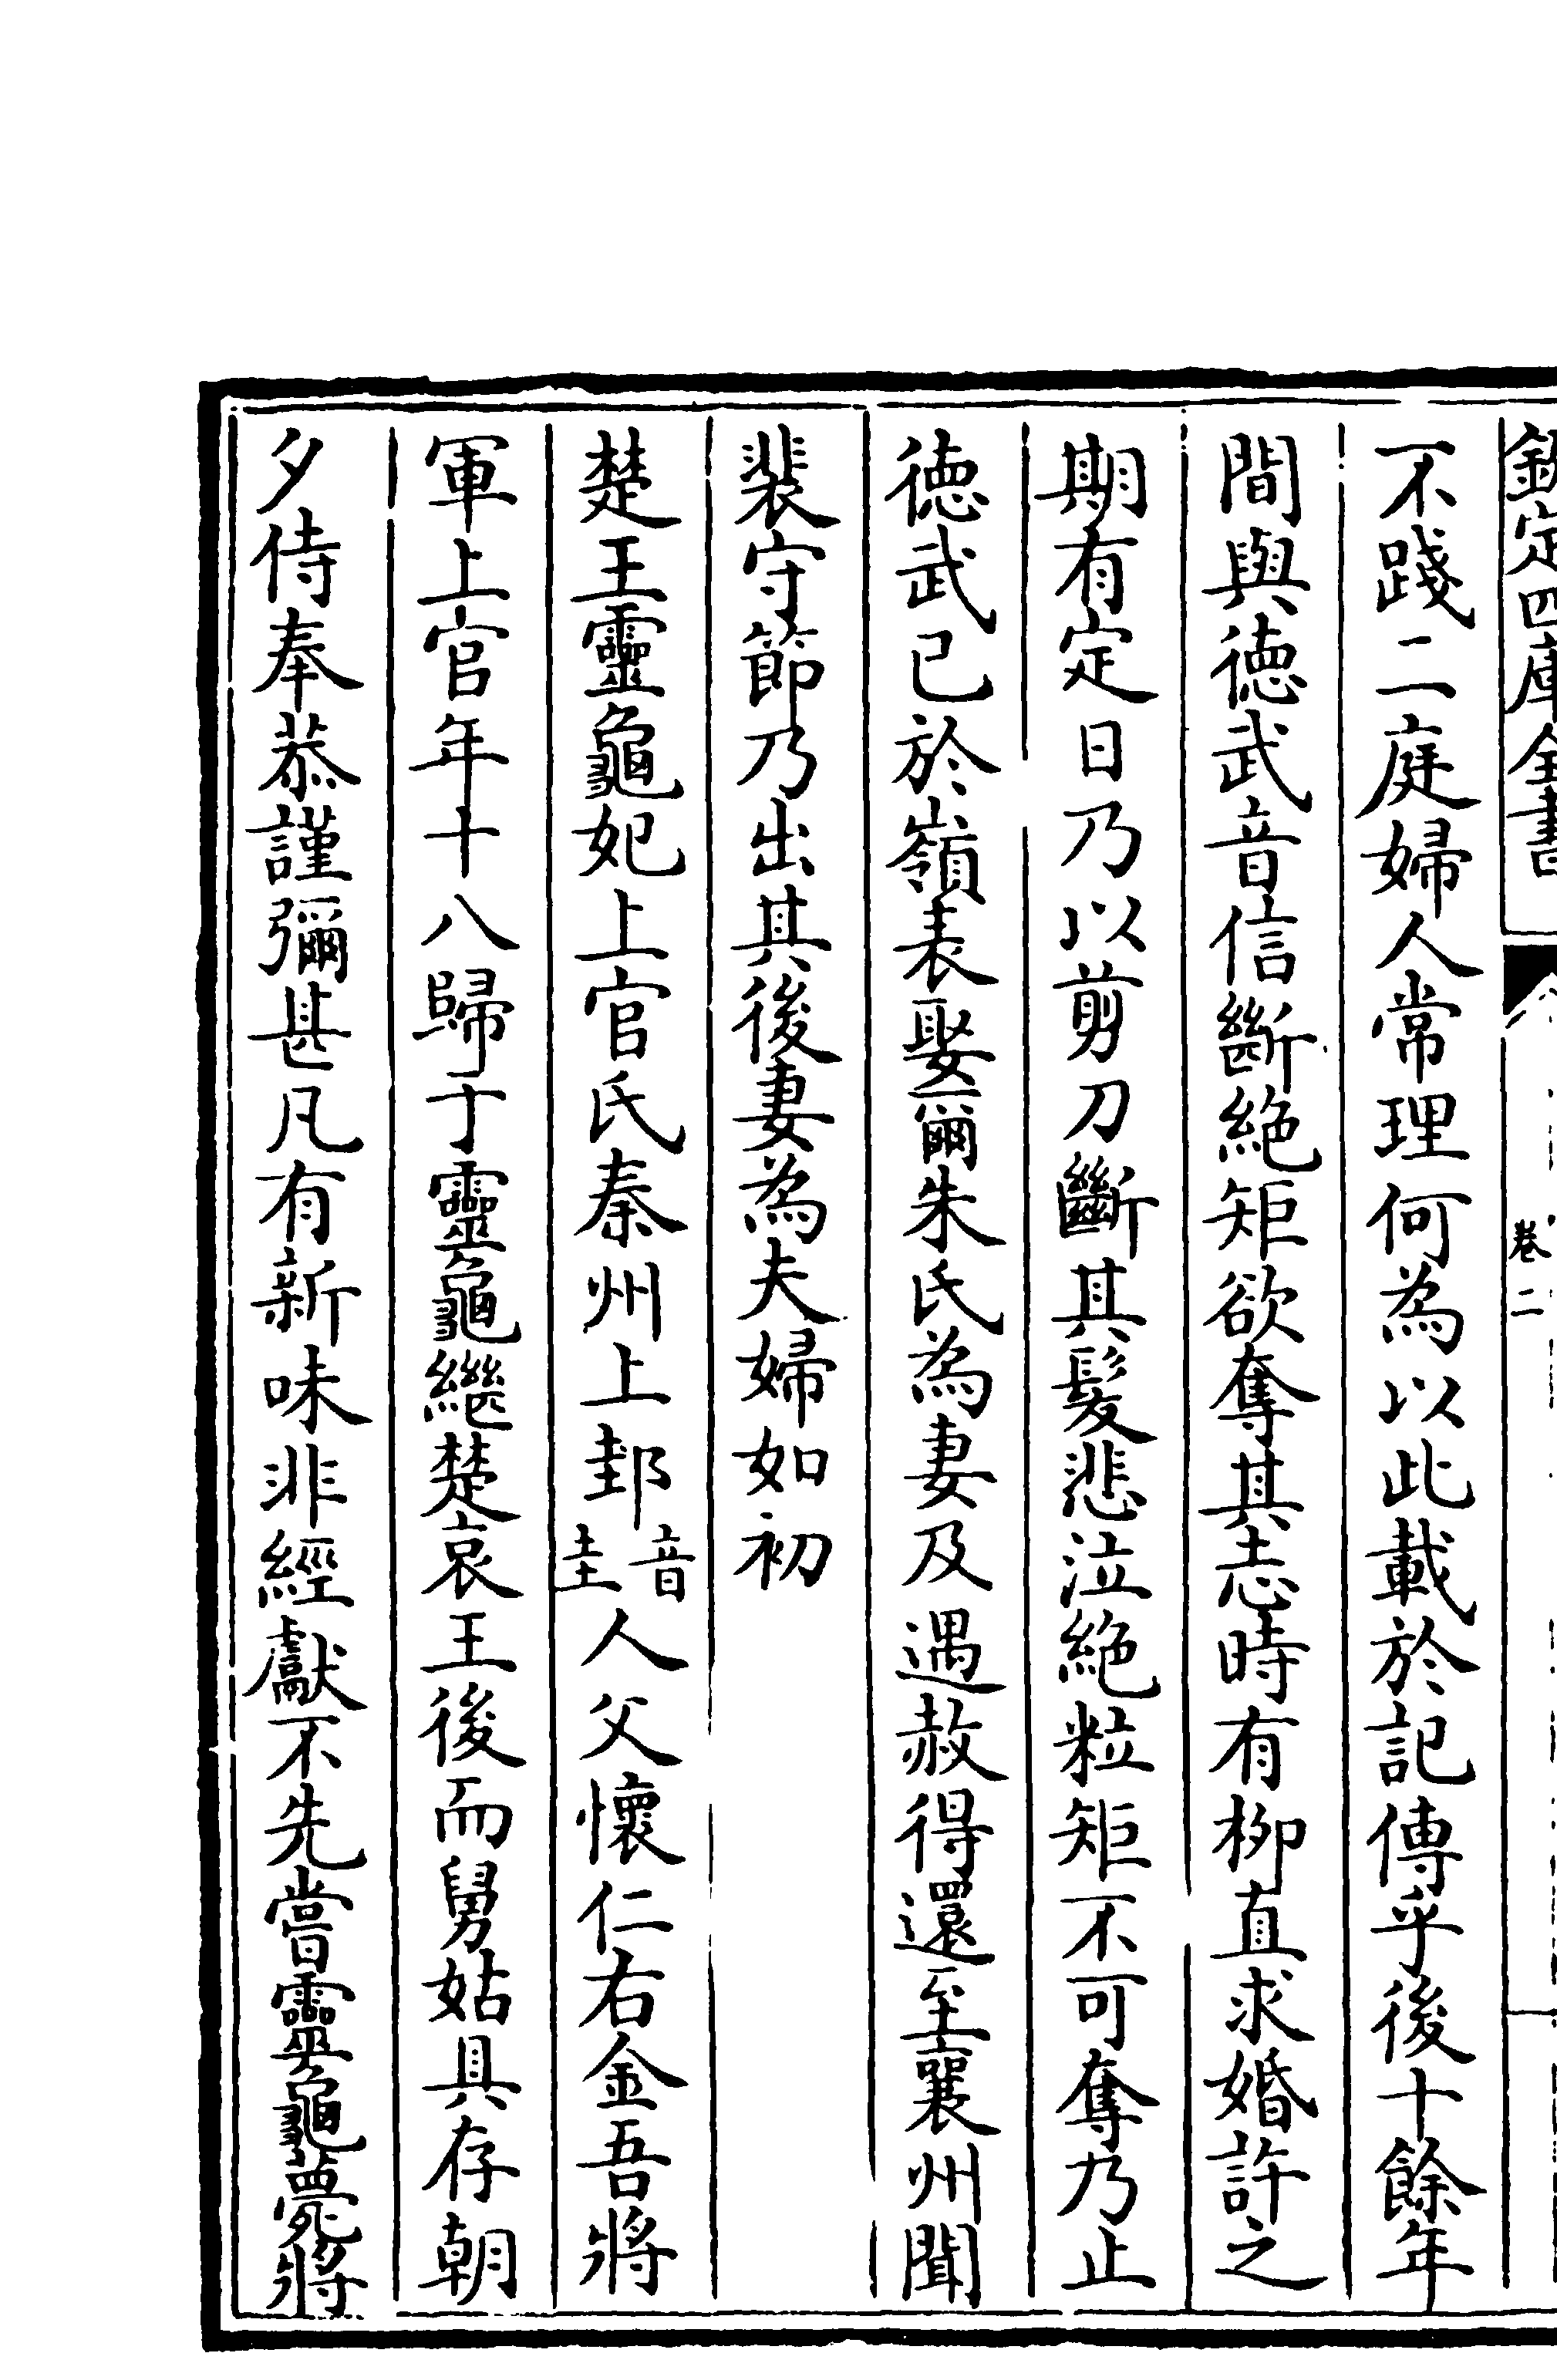 欽定四庫全書
卷二
不踐二庭婦人常理何為以此載於記傳乎後十餘年
間與徳武音信斷絶矩欲奪其志時有柳直求婚許之
期有定日乃以剪刀斷其髮悲泣絶粒矩不可奪乃止
徳武已於嶺表娶爾朱氏為妻及遇赦得還至襄州聞
裴守節乃出其後妻為夫婦如初
楚王靈龜妃上官氏秦州上邽音圭人父懷仁右金吾將
軍上官年十八歸于靈龜繼楚哀王後而舅姑具存朝
夕侍奉恭謹彌甚凡有新味非經獻不先嘗靈龜薨將